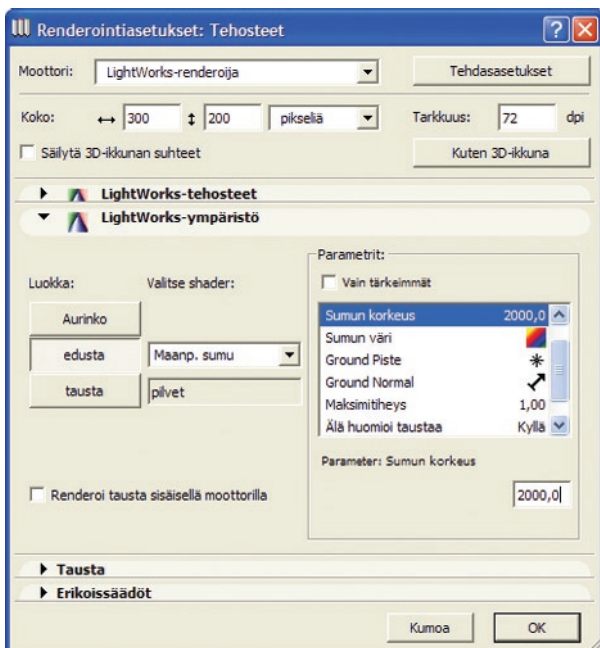 Renderointiasetukset: Tehosteet
Moottori: LightWorks-renderoija Tehdasasetukset
Koko: 300 200 pikseliä Tarkkuus: 72 dpi
Säilytä 3D-ikkunan suhteet Kuten 3D-ikkuna
LightWorks-tehosteet
LightWorks-ympäristö
Parametrit:
Luokka: Valitse shader: Vain tärkeimmät
Aurinko
edusta Maanp. sumu
tausta pilvet
Sumun korkeus 2000,0
Sumun väri
Ground Piste
Ground Normal
Maksimitiheys 1,00
Älä huomioi taustaa Kyllä
Parameter: Sumun korkeus
Renderoi tausta sisäisellä moottorilla 2000,0
Tausta
Erikoissäädöt
Kumoa OK